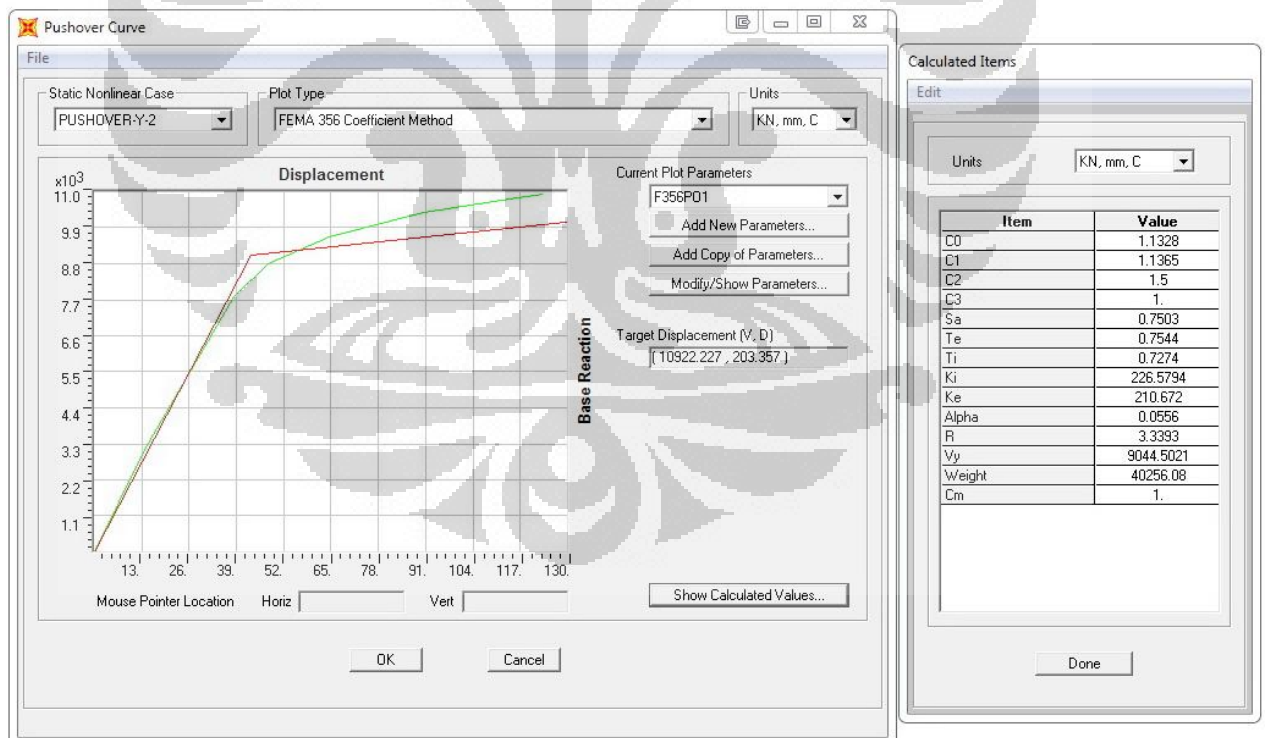 Pushover Curve
File
Static Nonlinear Case
PUSHOVER-Y-2
Plot Type
FEMA 356 Coefficient Method
Units
KN, mm, C
Displacement
x10³
11.0
9.9
8.8
7.7
6.6
5.5
4.4
3.3
2.2
1.1
13. 26. 39. 52. 65. 78. 91. 104. 117. 130.
Base Reaction
Current Plot Parameters
F356PO1
Add New Parameters...
Add Copy of Parameters...
Modify/Show Parameters...
Target Displacement (V, D)
( 10922.227 , 203.357 )
Mouse Pointer Location Horiz Vert
Show Calculated Values...
OK Cancel
Calculated Items
Edit
Units KN, mm, C
Item Value
C0 1.1328
C1 1.1365
C2 1.5
C3 1.
Sa 0.7503
Te 0.7544
Ti 0.7274
Ki 226.5794
Ke 210.672
Alpha 0.0556
R 3.3393
Vy 9044.5021
Weight 40256.08
Cm 1.
Done